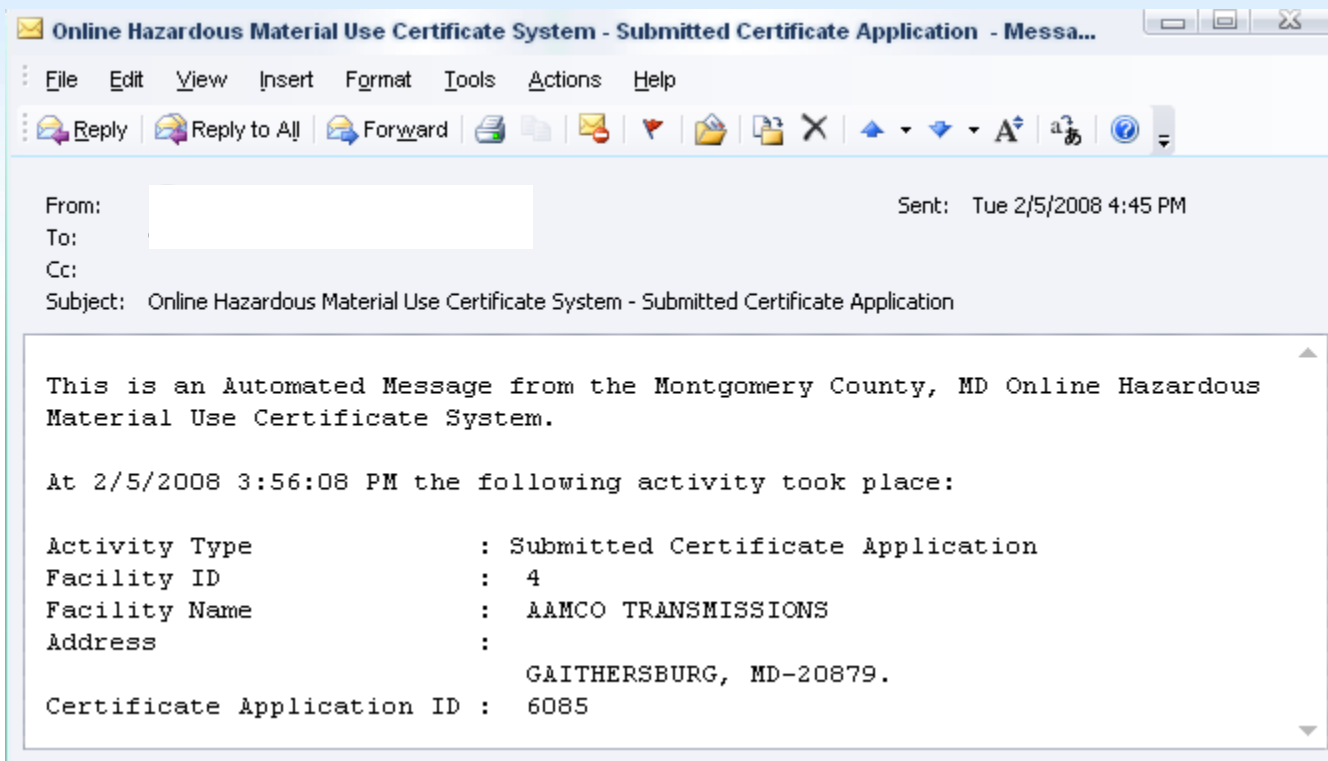 Online Hazardous Material Use Certificate System - Submitted Certificate Application - Messa...
File Edit View Insert Format Tools Actions Help
Reply Reply to All Forward
From: Sent: Tue 2/5/2008 4:45 PM
To:
Cc:
Subject: Online Hazardous Material Use Certificate System - Submitted Certificate Application
This is an Automated Message from the Montgomery County, MD Online Hazardous
Material Use Certificate System.
At 2/5/2008 3:56:08 PM the following activity took place:
Activity Type : Submitted Certificate Application
Facility ID : 4
Facility Name : AAMCO TRANSMISSIONS
Address :
GAITHERSBURG, MD-20879.
Certificate Application ID : 6085